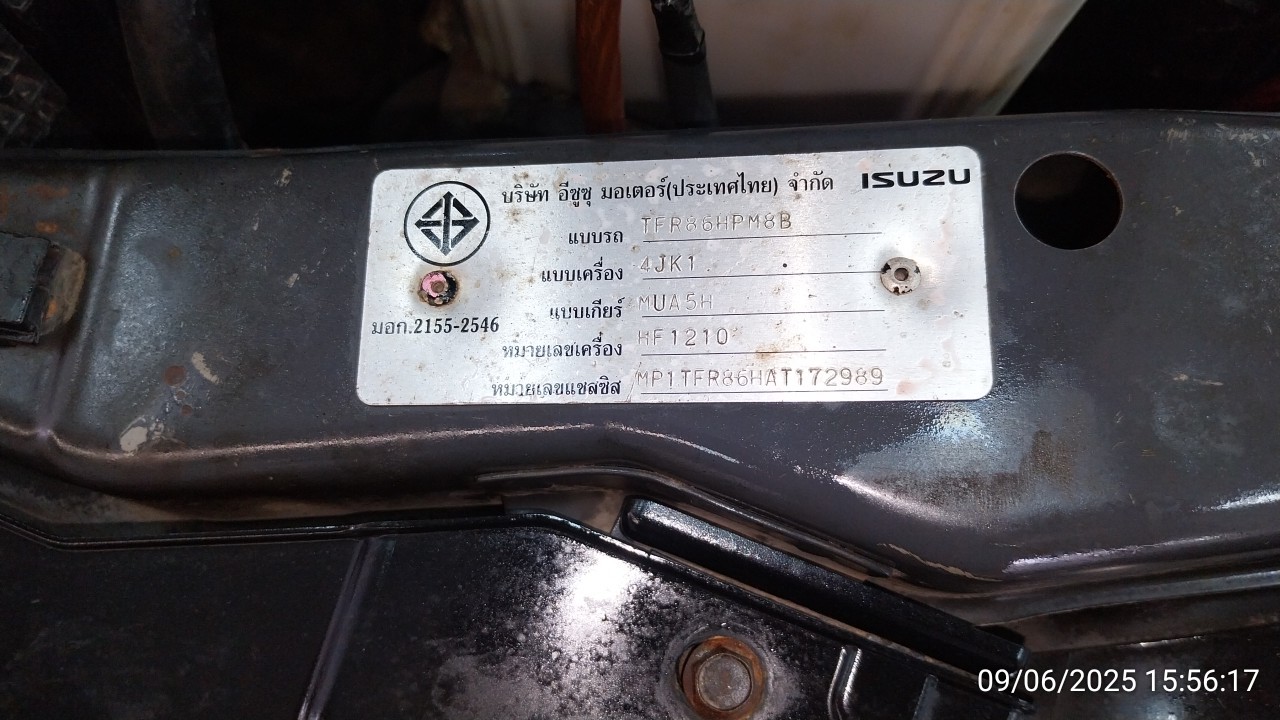 บริษัท อีซูซุ มอเตอร์(ประเทศไทย) จำกัด ISUZU
แบบรถ TFR86HPM8B
แบบเครื่อง 4JK1
แบบเกียร์ MUA5H
มอก.2155-2546
หมายเลขเครื่อง HF1210
หมายเลขแชสซิส MP1TFR86HAT172989
09/06/2025 15:56:17